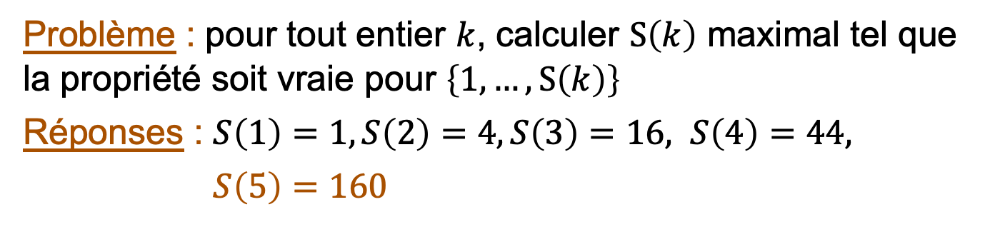 Problème : pour tout entier k, calculer S(k) maximal tel que
la propriété soit vraie pour {1, ... , S(k)}
Réponses : S(1) = 1, S(2) = 4, S(3) = 16, S(4) = 44,
S(5) = 160